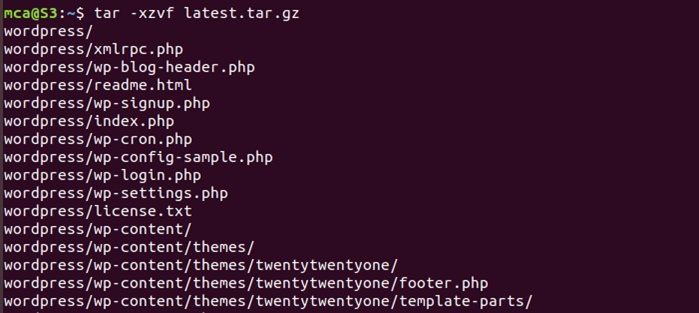 mca@S3:~$ tar -xzvf latest.tar.gz
wordpress/
wordpress/xmlrpc.php
wordpress/wp-blog-header.php
wordpress/readme.html
wordpress/wp-signup.php
wordpress/index.php
wordpress/wp-cron.php
wordpress/wp-config-sample.php
wordpress/wp-login.php
wordpress/wp-settings.php
wordpress/license.txt
wordpress/wp-content/
wordpress/wp-content/themes/
wordpress/wp-content/themes/twentytwentyone/
wordpress/wp-content/themes/twentytwentyone/footer.php
wordpress/wp-content/themes/twentytwentyone/template-parts/